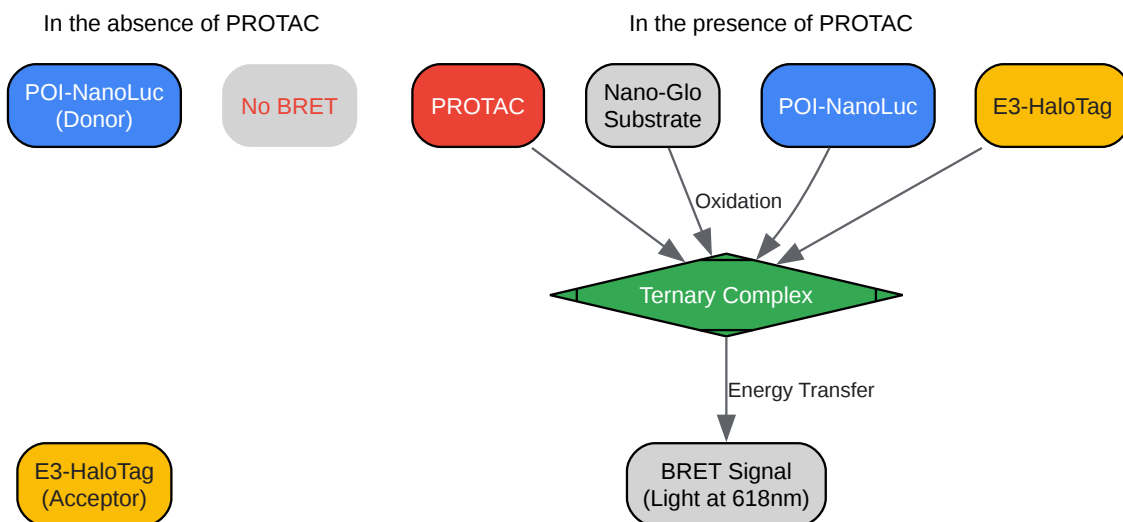 In the absence of PROTAC
In the presence of PROTAC
POI-NanoLuc
(Donor)
No BRET
PROTAC
Nano-Glo
Substrate
POI-NanoLuc
E3-HaloTag
Oxidation
Ternary Complex
Energy Transfer
E3-HaloTag
(Acceptor)
BRET Signal
(Light at 618nm)